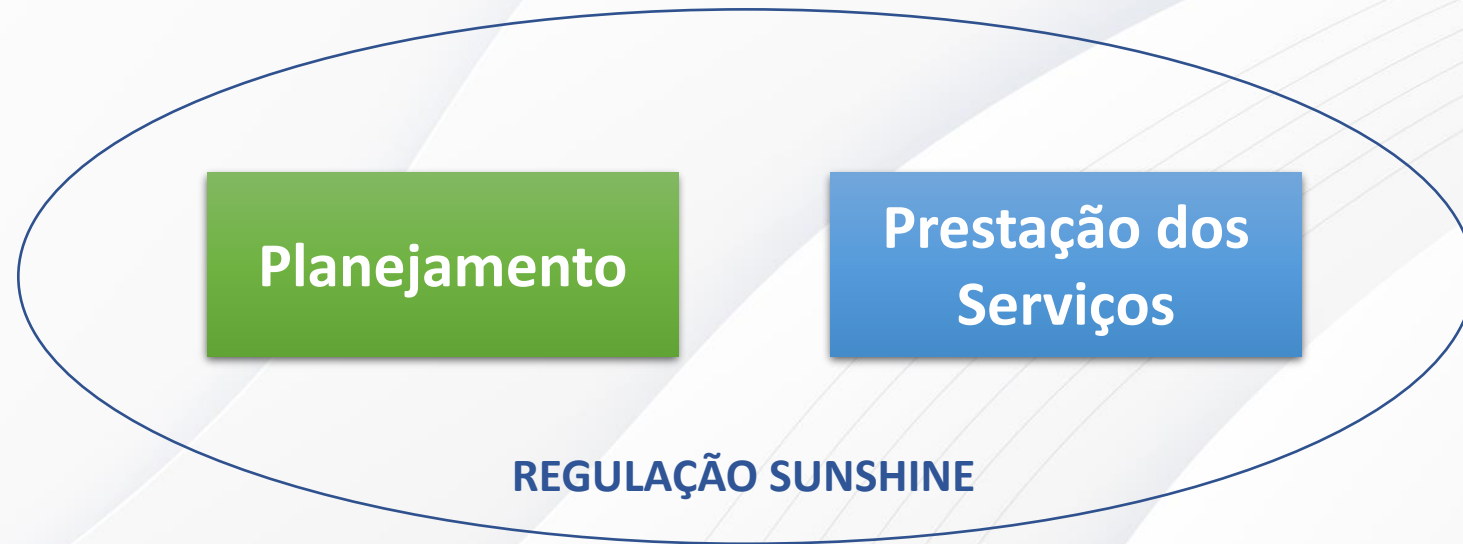 Planejamento
Prestação dos
Serviços
REGULAÇÃO SUNSHINE